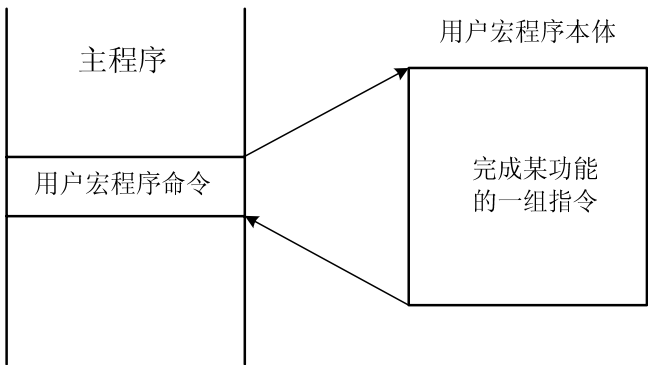 主程序
用户宏程序命令
用户宏程序本体
完成某功能
的一组指令